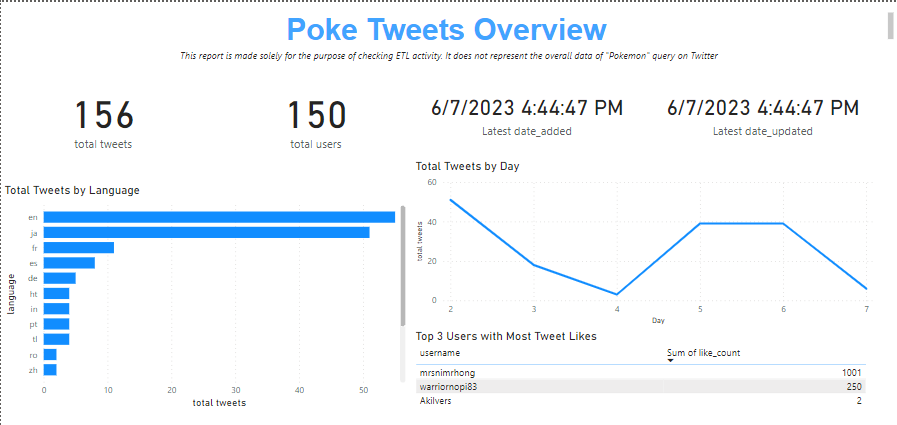 Poke Tweets Overview
This report is made solely for the purpose of checking ETL activity. It does not represent the overall data of "Pokemon" query on Twitter
156
total tweets
150
total users
6/7/2023 4:44:47 PM
Latest date_added
6/7/2023 4:44:47 PM
Latest date_updated
Total Tweets by Language
language
en
ja
fr
es
de
ht
in
pt
tl
ro
zh
0 10 20 30 40 50
total tweets
Total Tweets by Day
total tweets
60
40
20
0
2 3 4 5 6 7
Day
Top 3 Users with Most Tweet Likes
username Sum of like_count
mrsnimrhong 1001
warriornopi83 250
Akilvers 2